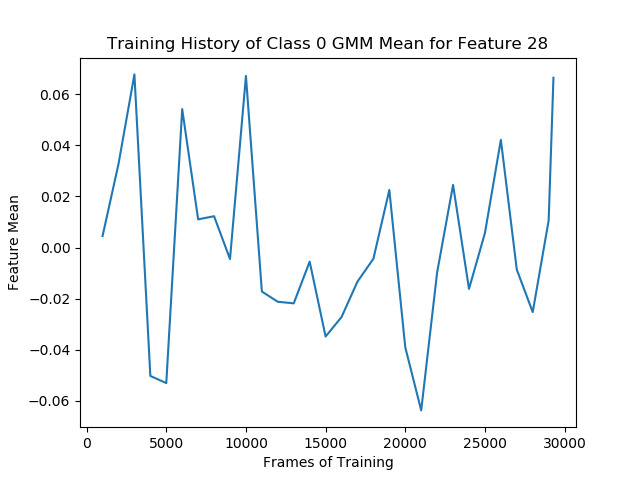 Training History of Class 0 GMM Mean for Feature 28
0.06
0.04
0.02
0.00
−0.02
−0.04
−0.06
Feature Mean
0 5000 10000 15000 20000 25000 30000
Frames of Training